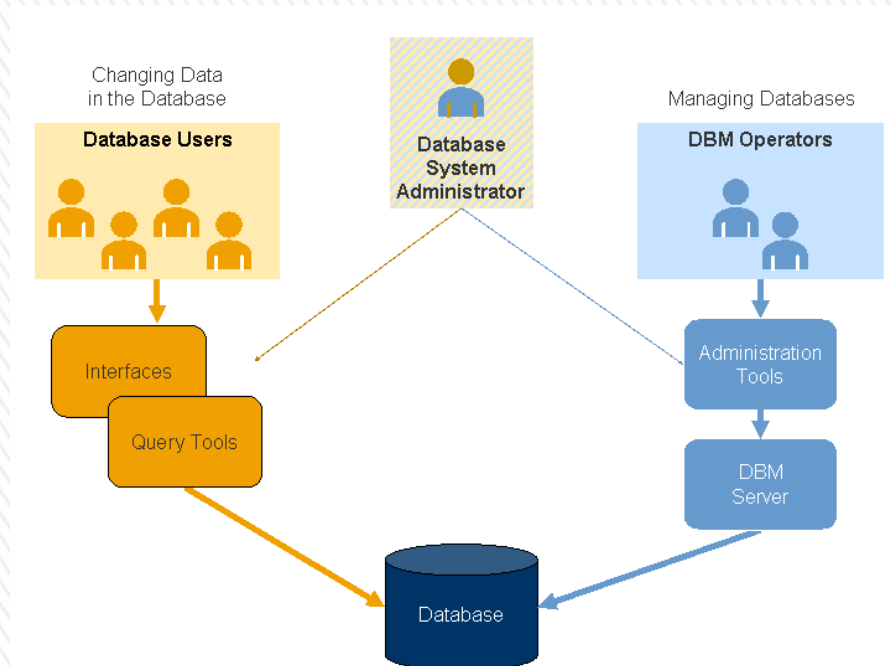 Changing Data
in the Database
Database Users
Database
System
Administrator
Managing Databases
DBM Operators
Interfaces
Query Tools
Administration
Tools
DBM
Server
Database